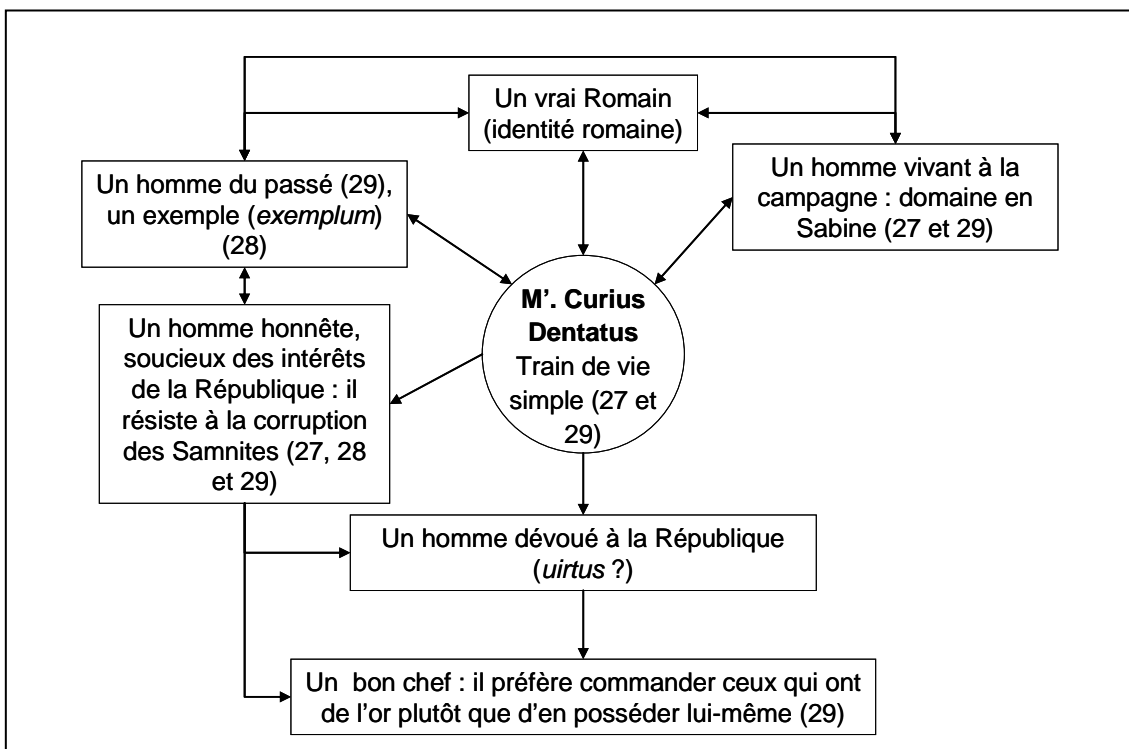 Un vrai Romain
(identité romaine)
Un homme du passé (29),
un exemple (exemplum)
(28)
Un homme vivant à la
campagne : domaine en
Sabine (27 et 29)
Un homme honnête,
soucieux des intérêts
de la République : il
résiste à la corruption
des Samnites (27, 28
et 29)
M'. Curius
Dentatus
Train de vie
simple (27 et
29)
Un homme dévoué à la République
(uirtus ?)
Un bon chef : il préfère commander ceux qui ont
de l'or plutôt que d'en posséder lui-même (29)